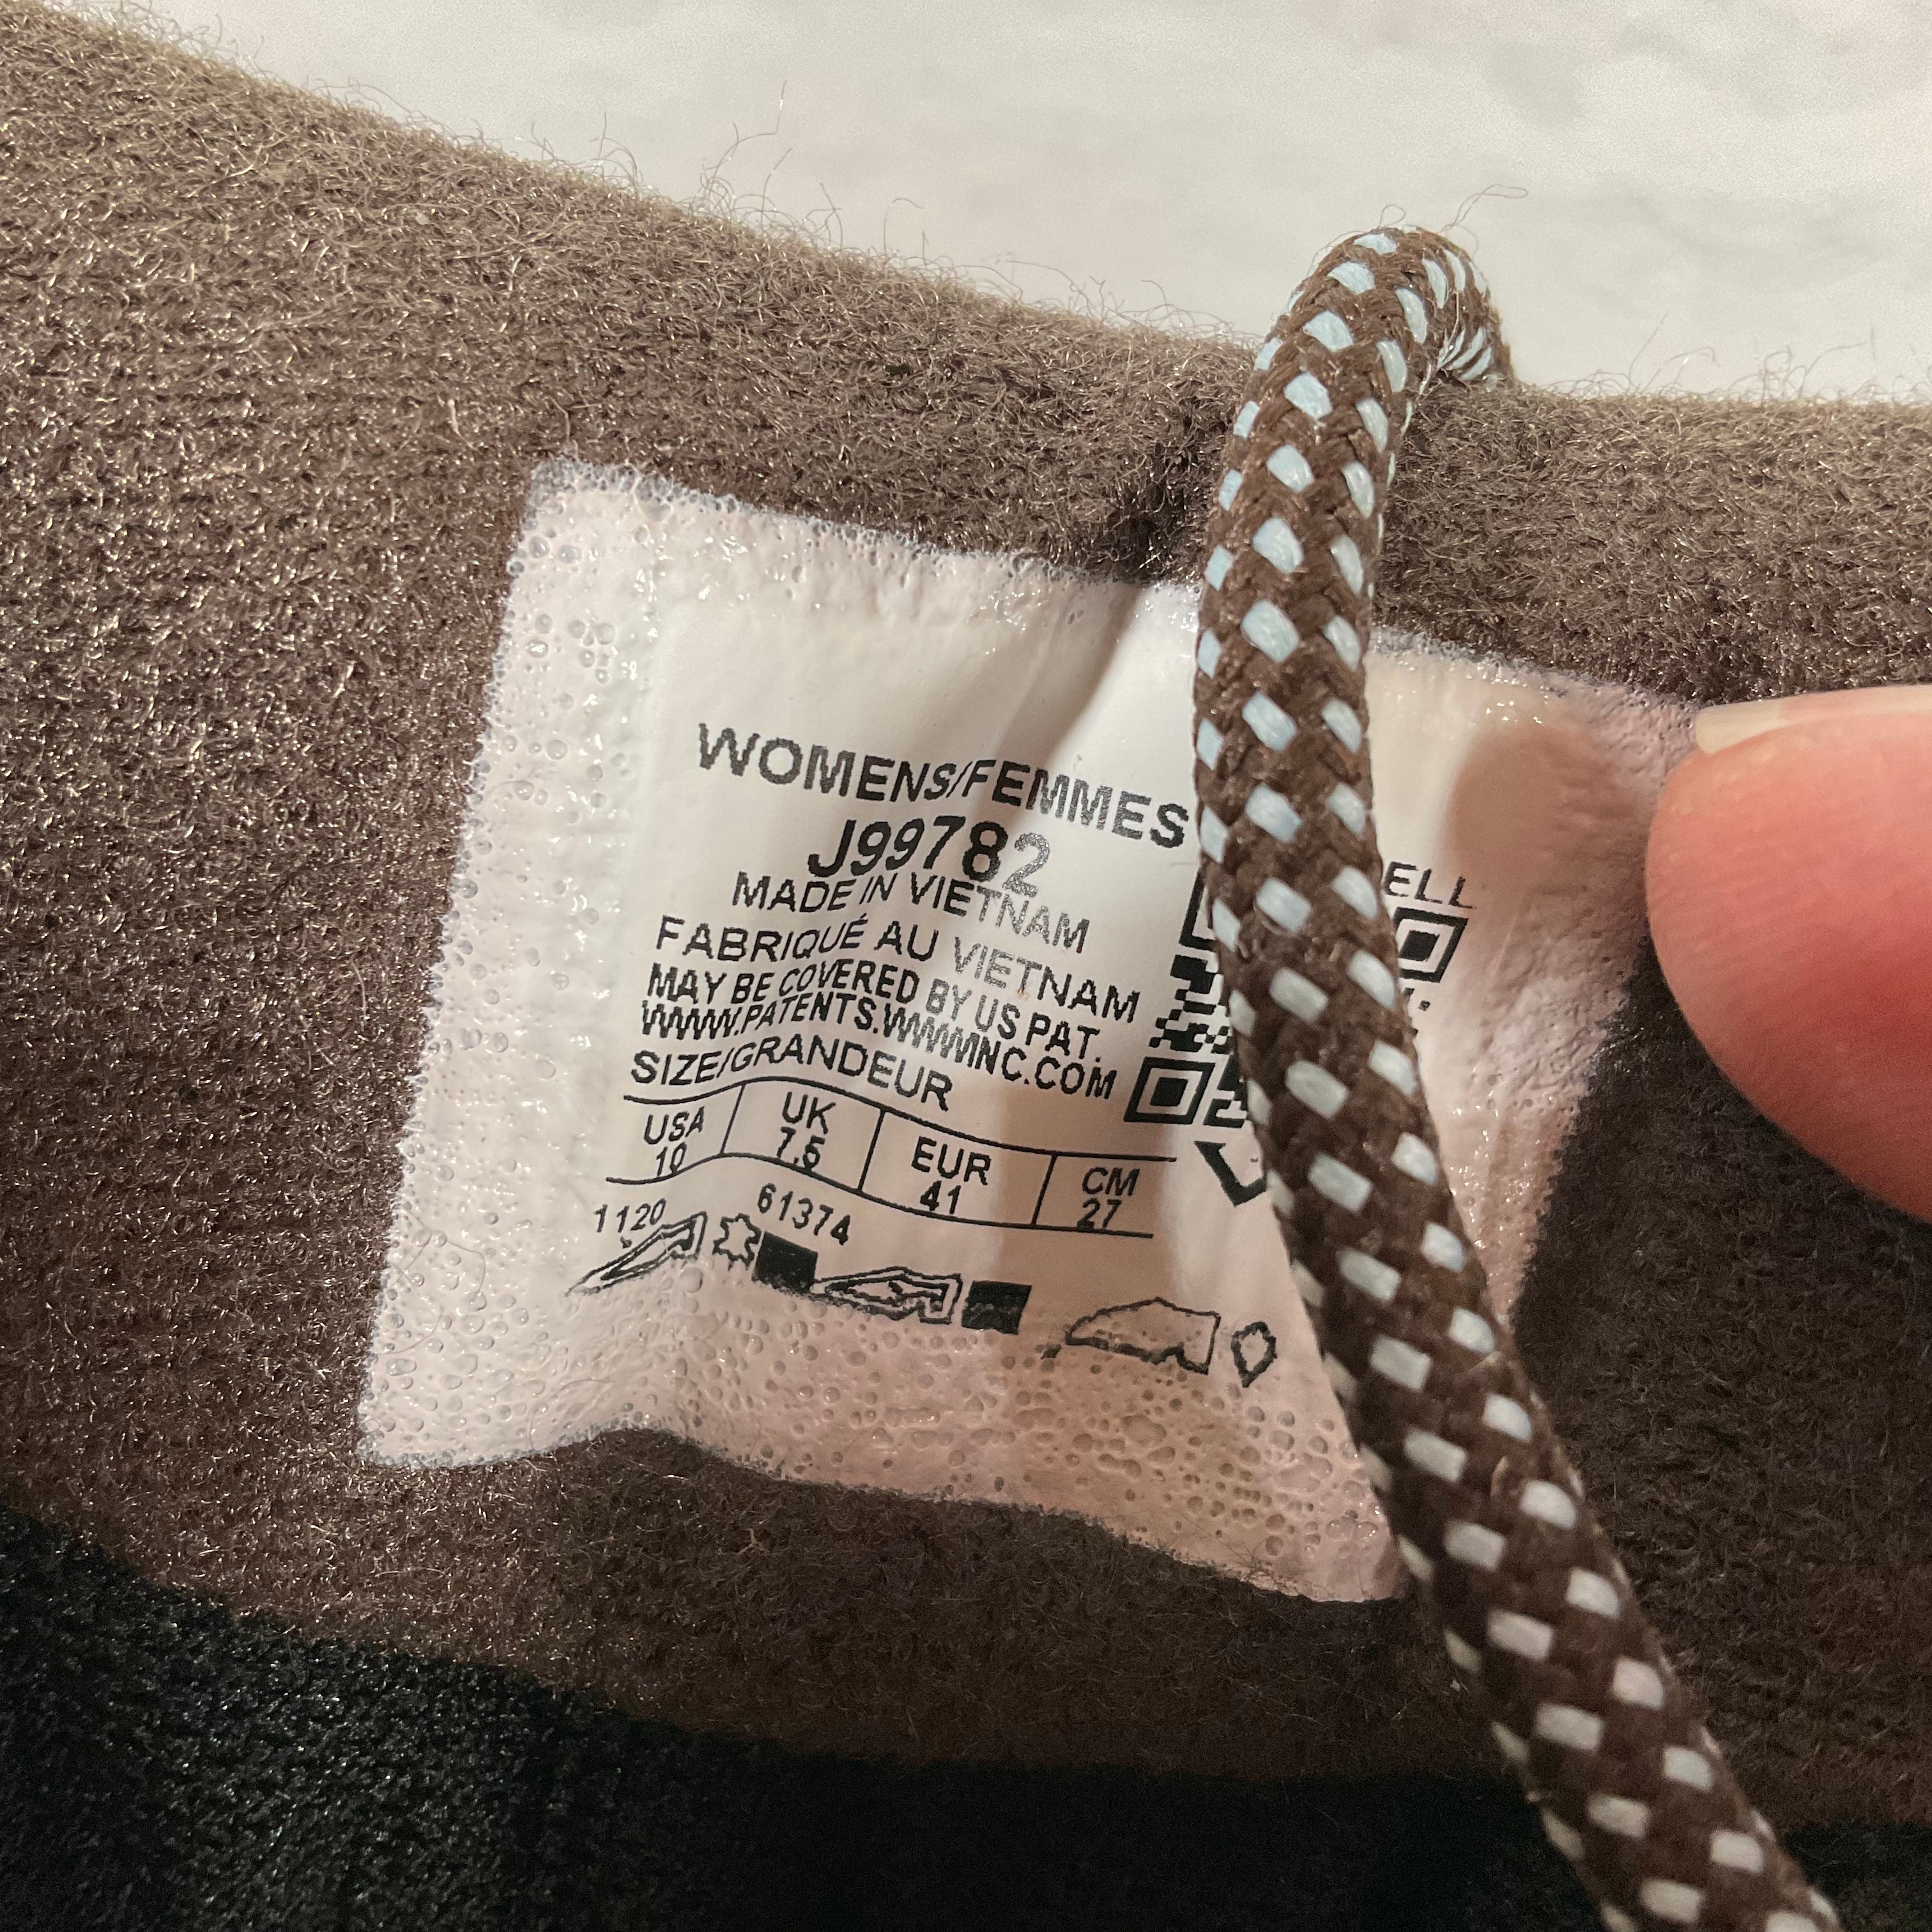 WOMENS/FEMMES
J99782
MADE IN VIETNAM
FABRIQUÉ AU VIETNAM
MAY BE COVERED BY US PAT.
WWW.PATENTS.WWWINC.COM
SIZE/GRANDEUR
USA UK EUR CM
10 7.5 41 27
1120 61374